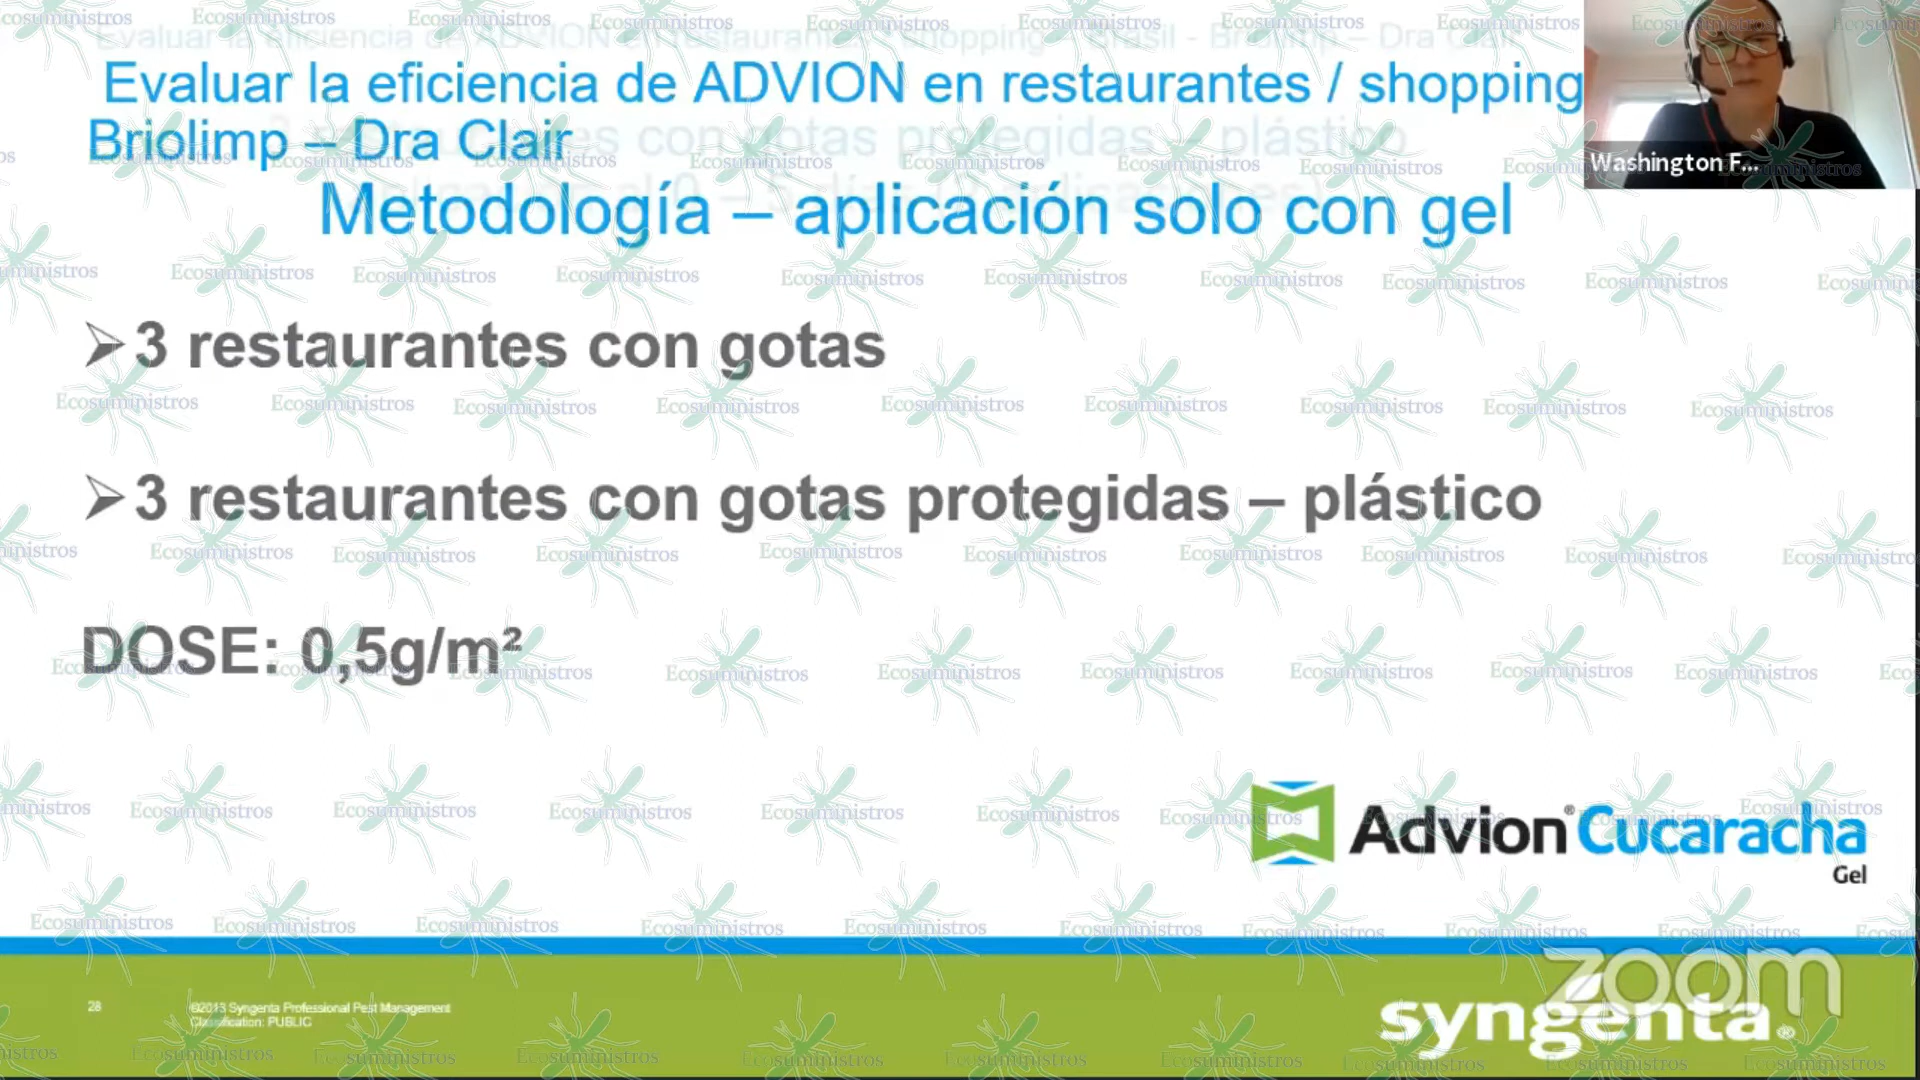 Evaluar la eficiencia de ADVION en restaurantes / shopping
Briolimp – Dra Clair
Metodología – aplicación solo con gel
Washington F...
➢3 restaurantes con gotas
➢3 restaurantes con gotas protegidas – plástico
DOSE: 0,5g/m²
Advion® Cucaracha
Gel
28
©2013 Syngenta Professional Pest Management
Classification: PUBLIC
zoom
syngenta®
Ecosuministros